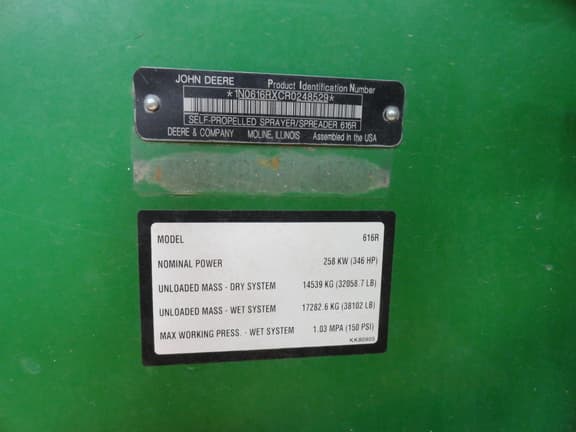 JOHN DEERE Product Identification Number
*1N0616RXCR0248529*
SELF-PROPELLED SPRAYER/SPREADER 616R
DEERE & COMPANY MOLINE, ILLINOIS Assembled in the USA
MODEL 616R
NOMINAL POWER 258 KW (346 HP)
UNLOADED MASS - DRY SYSTEM 14539 KG (32058.7 LB)
UNLOADED MASS - WET SYSTEM 17282.6 KG (38102 LB)
MAX WORKING PRESS. - WET SYSTEM 1.03 MPA (150 PSI)